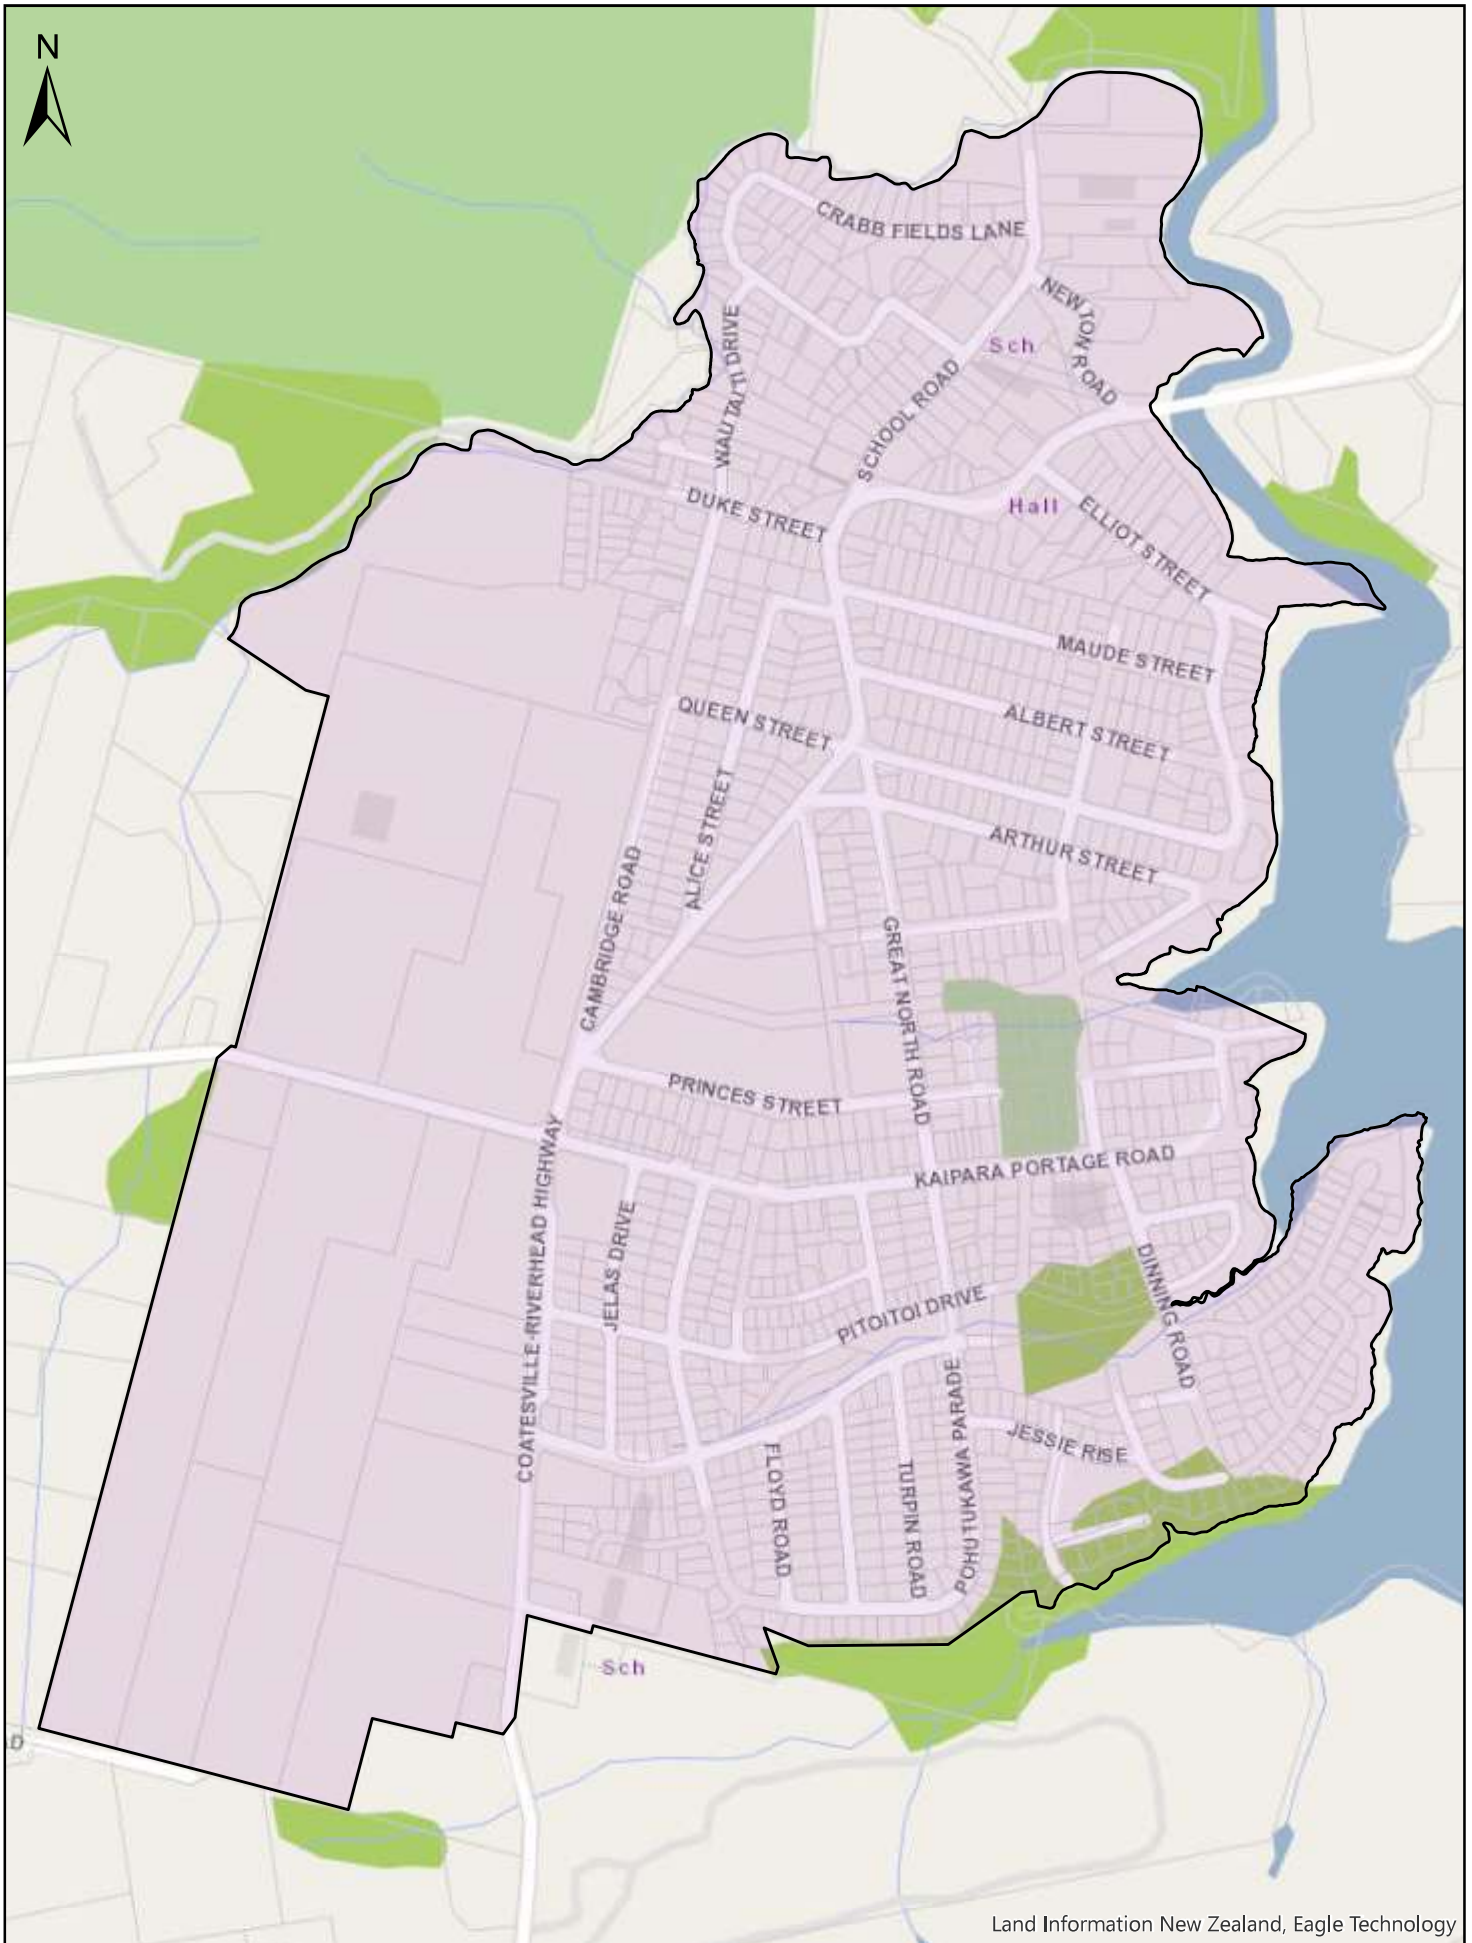 N
CRABB FIELDS LANE
NEWTON ROAD
Sch
WAUTAITI DRIVE
SCHOOL ROAD
DUKE STREET
Hall
ELLIOT STREET
MAUDE STREET
QUEEN STREET
ALBERT STREET
ALICE STREET
ARTHUR STREET
CAMBRIDGE ROAD
GREAT NORTH ROAD
PRINCES STREET
KAIPARA PORTAGE ROAD
COATESVILLE-RIVERHEAD HIGHWAY
JELAS DRIVE
DINNING ROAD
PITOITOI DRIVE
JESSIE RISE
FLOYD ROAD
TURPIN ROAD
POHUTUKAWA PARADE
Sch
D
Land Information New Zealand, Eagle Technology